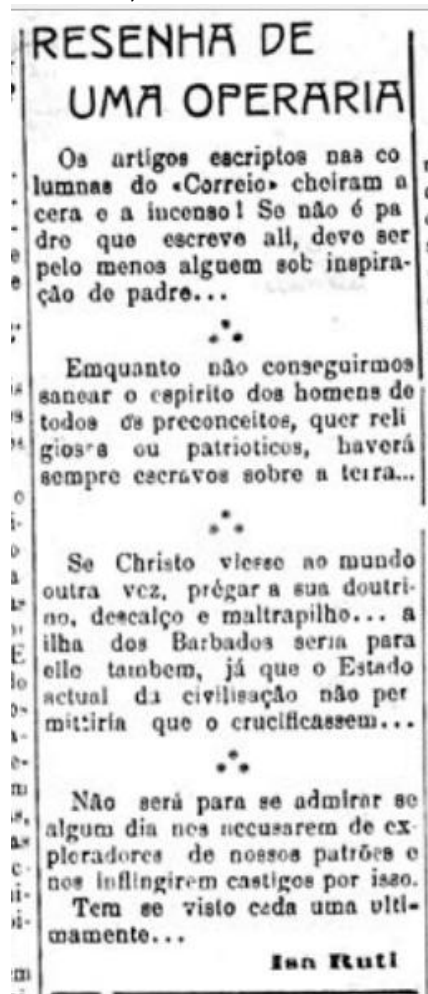 RESENHA DE
UMA OPERARIA
Os artigos escriptos nas co
lumnas do «Correio» cheiram a
cera e a incenso! Se não é pa
dre que escreve ali, deve ser
pelo menos alguem sob inspira-
ção de padre...
Emquanto não conseguirmos
sanear o espirito dos homens de
todos os preconceitos, quer reli
giosos ou patrioticos, haverá
sempre escravos sobre a terra...
Se Christo viesse ao mundo
outra vez, prégar a sua doutri-
na, descalço e maltrapilho... a
ilha dos Barbados seria para
elle tambem, já que o Estado
actual da civilisação não per
mittiria que o crucificassem...
Não será para se admirar se
algum dia nos accusarem de ex-
ploradores de nossos patrões e
nos inflingirem castigos por isso.
Tem se visto cada uma ulti-
mamente...
Isa Ruti